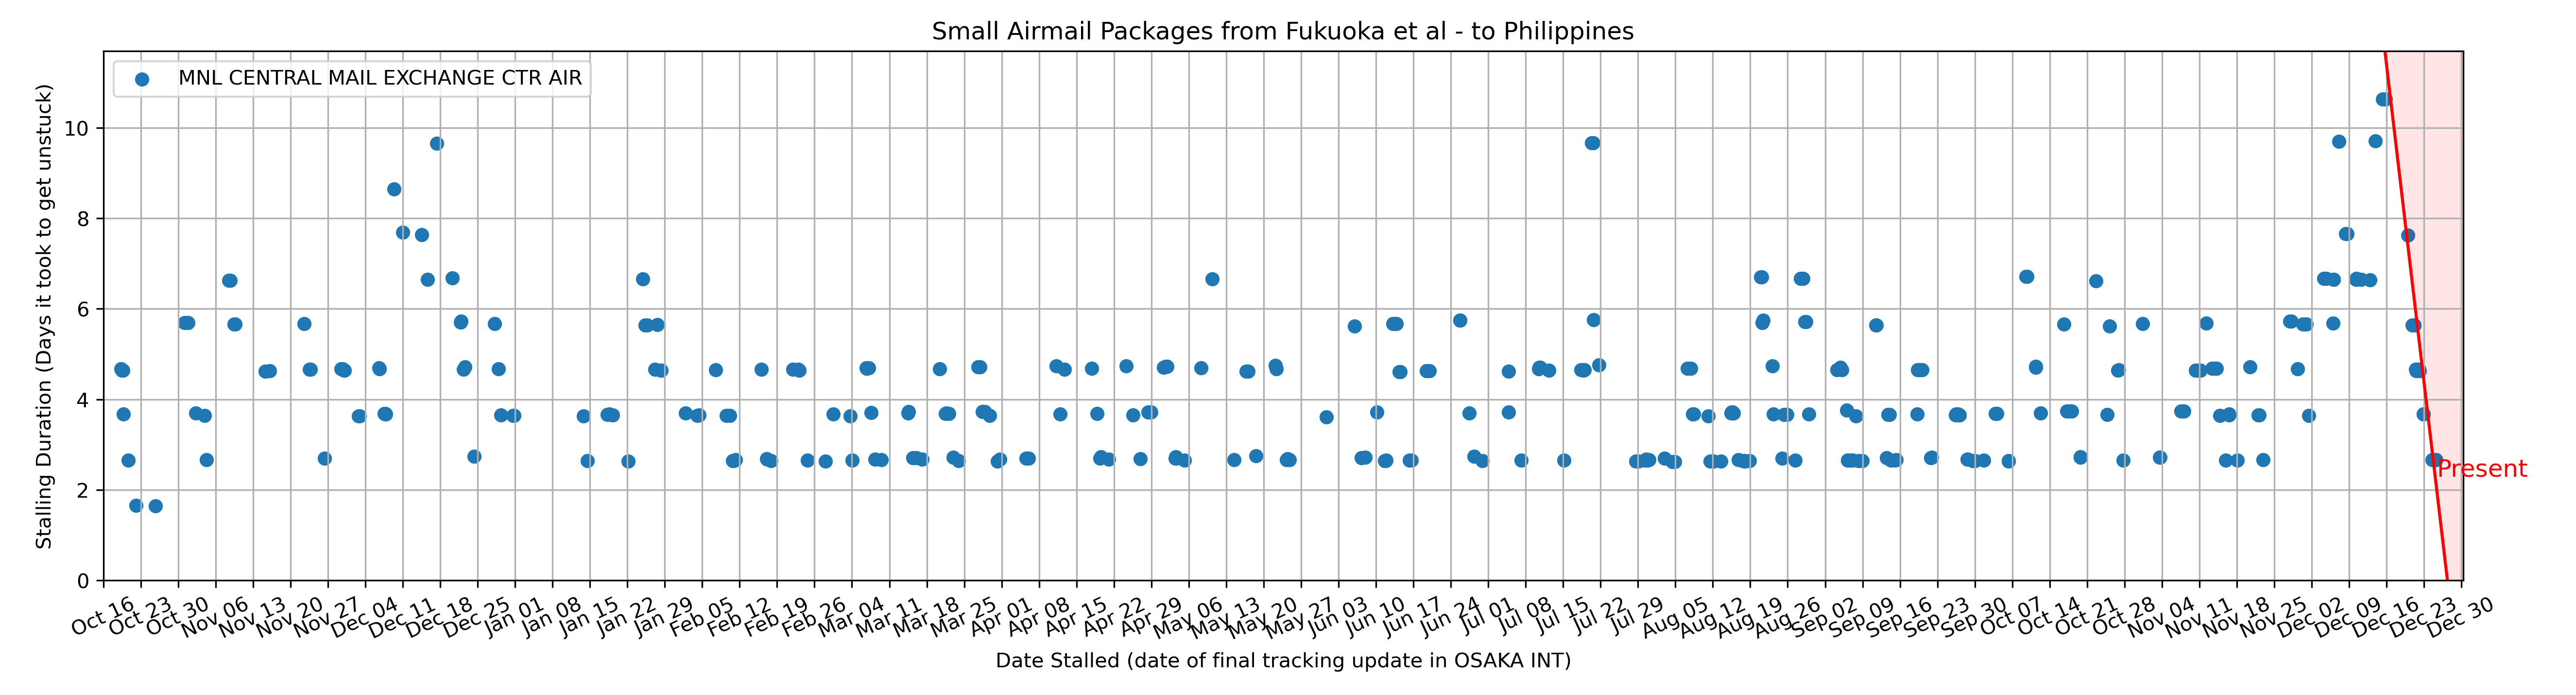 Small Airmail Packages from Fukuoka et al - to Philippines
MNL CENTRAL MAIL EXCHANGE CTR AIR
Stalling Duration (Days it took to get unstuck)
10
8
6
4
2
0
Present
Oct 16
Oct 23
Oct 30
Nov 06
Nov 13
Nov 20
Nov 27
Dec 04
Dec 11
Dec 18
Dec 25
Jan 01
Jan 08
Jan 15
Jan 22
Jan 29
Feb 05
Feb 12
Feb 19
Feb 26
Mar 04
Mar 11
Mar 18
Mar 25
Apr 01
Apr 08
Apr 15
Apr 22
Apr 29
May 06
May 13
May 20
May 27
Jun 03
Jun 10
Jun 17
Jun 24
Jul 01
Jul 08
Jul 15
Jul 22
Jul 29
Aug 05
Aug 12
Aug 19
Aug 26
Sep 02
Sep 09
Sep 16
Sep 23
Sep 30
Oct 07
Oct 14
Oct 21
Oct 28
Nov 04
Nov 11
Nov 18
Nov 25
Dec 02
Dec 09
Dec 16
Dec 23
Dec 30
Date Stalled (date of final tracking update in OSAKA INT)